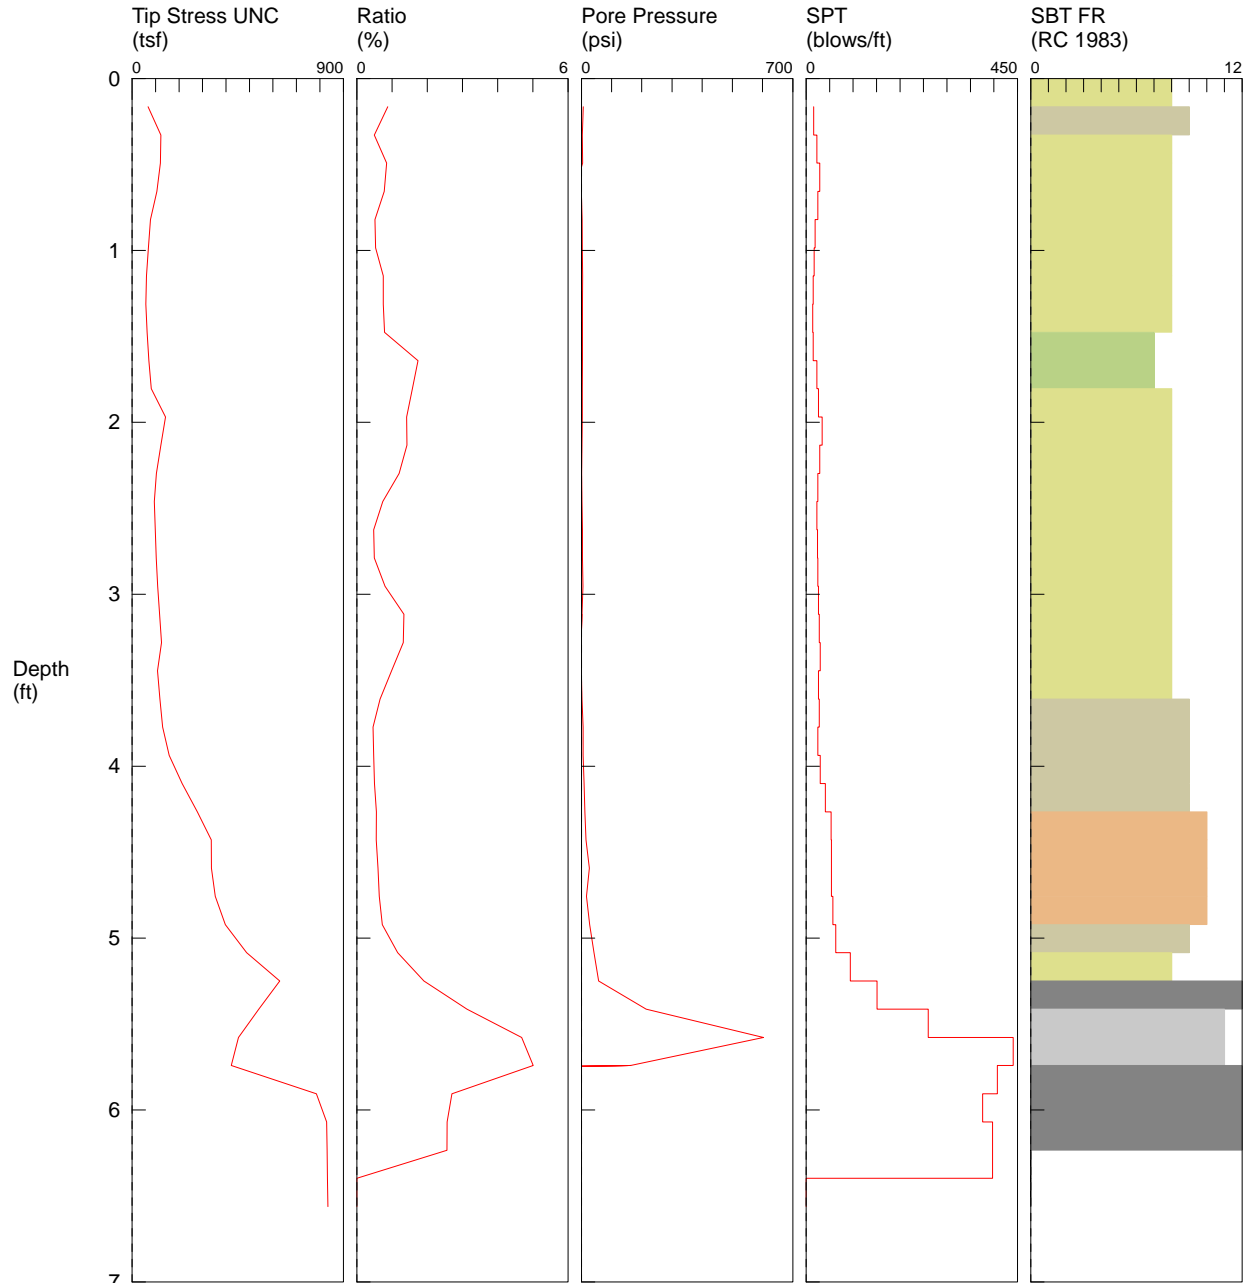 Tip Stress UNC Ratio Pore Pressure SPT SBT FR
(tsf) (%) (psi) (blows/ft) (RC 1983)
0 900 0 6 0 700 0 450 0 12
0
1
2
3
Depth
(ft)
4
5
6
7